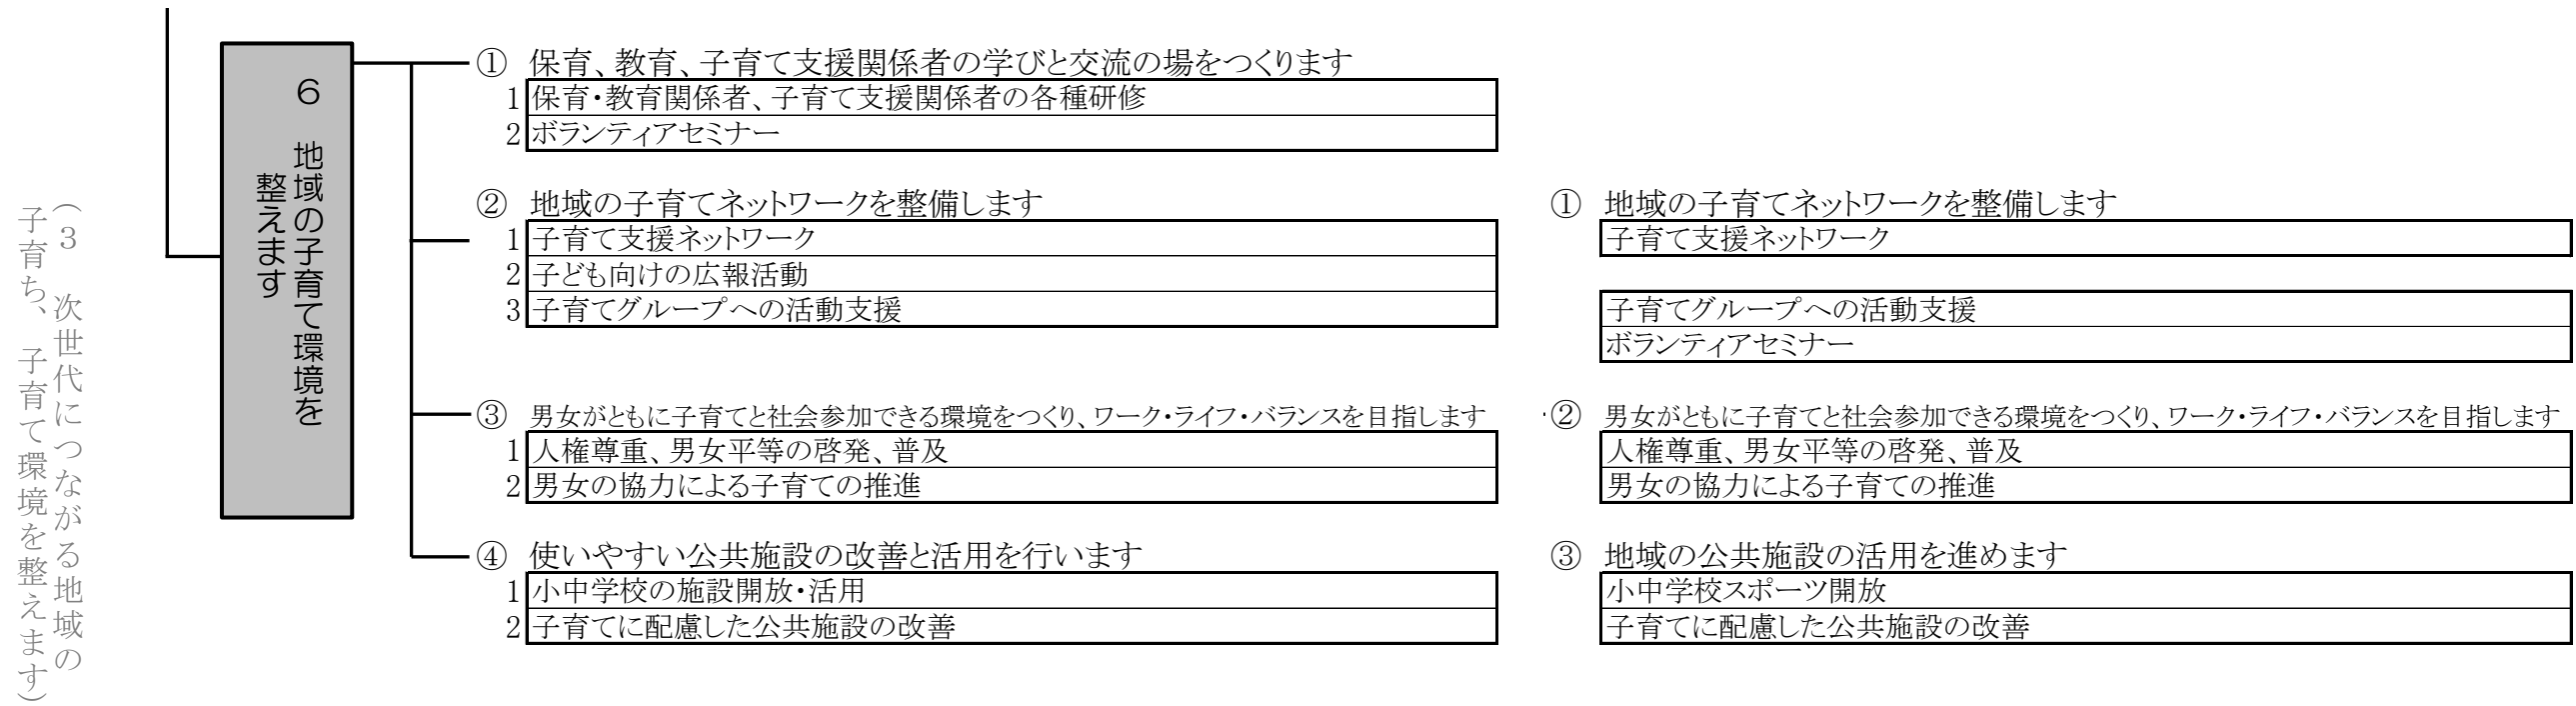 （３　次世代につながる地域の
子育ち、子育て環境を整えます）
６　地域の子育て環境を
整えます
①　保育、教育、子育て支援関係者の学びと交流の場をつくります
1 保育・教育関係者、子育て支援関係者の各種研修
2 ボランティアセミナー
②　地域の子育てネットワークを整備します
1 子育て支援ネットワーク
2 子ども向けの広報活動
3 子育てグループへの活動支援
③　男女がともに子育てと社会参加できる環境をつくり、ワーク・ライフ・バランスを目指します
1 人権尊重、男女平等の啓発、普及
2 男女の協力による子育ての推進
④　使いやすい公共施設の改善と活用を行います
1 小中学校の施設開放・活用
2 子育てに配慮した公共施設の改善
①　地域の子育てネットワークを整備します
子育て支援ネットワーク
子育てグループへの活動支援
ボランティアセミナー
②　男女がともに子育てと社会参加できる環境をつくり、ワーク・ライフ・バランスを目指します
人権尊重、男女平等の啓発、普及
男女の協力による子育ての推進
③　地域の公共施設の活用を進めます
小中学校スポーツ開放
子育てに配慮した公共施設の改善